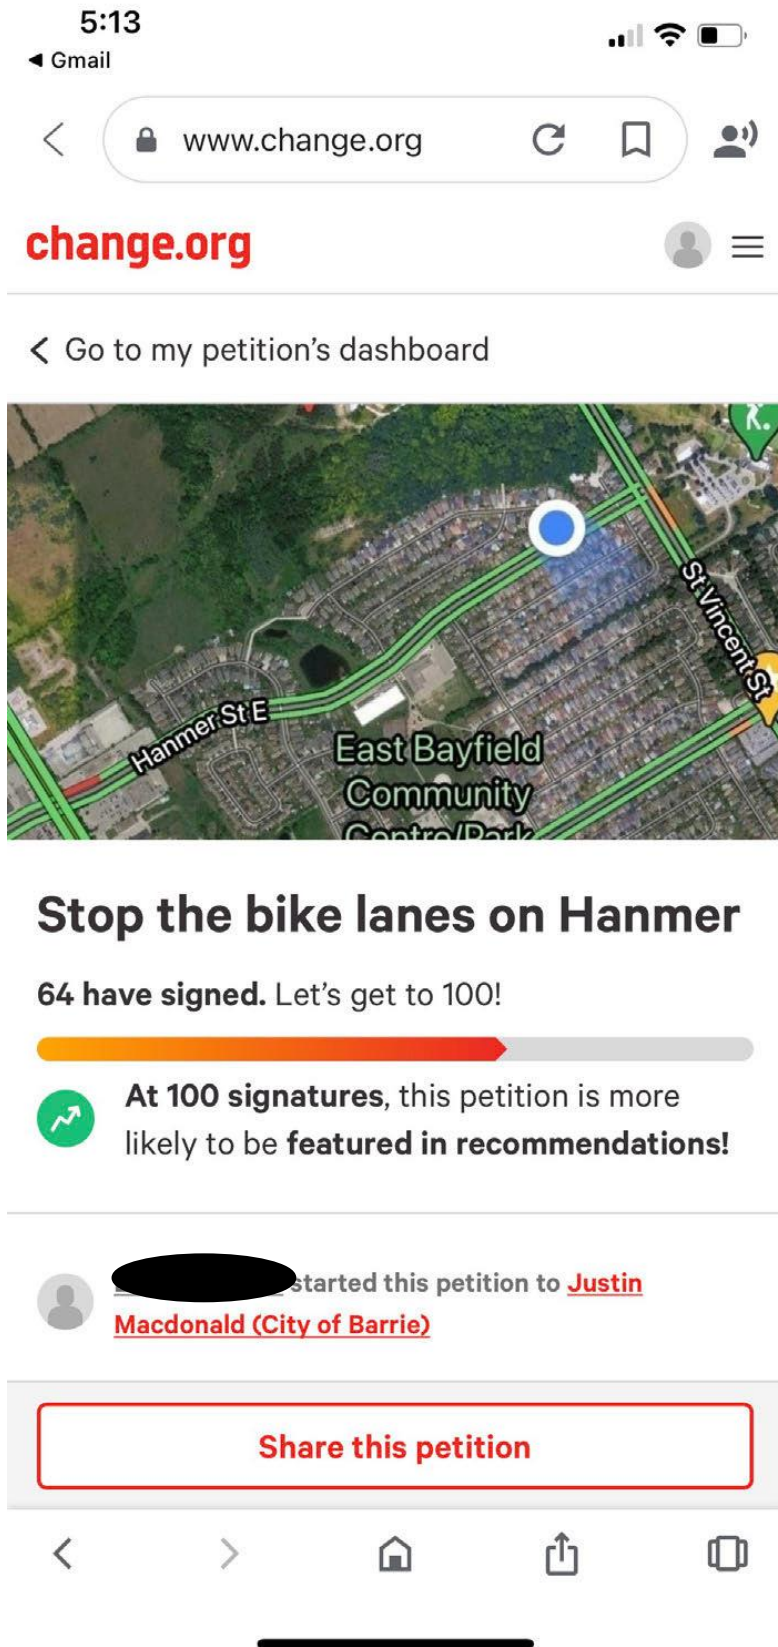 5:13
Gmail
www.change.org
change.org
Go to my petition's dashboard
Hanmer St E
St Vincent St
East Bayfield
Community
Centre/Park
Stop the bike lanes on Hanmer
64 have signed. Let's get to 100!
At 100 signatures, this petition is more
likely to be featured in recommendations!
started this petition to Justin
Macdonald (City of Barrie)
Share this petition